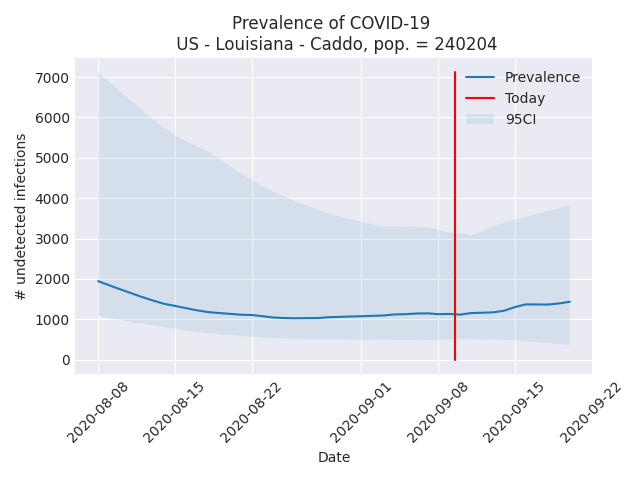 Prevalence of COVID-19
US - Louisiana - Caddo, pop. = 240204
7000
6000
5000
4000
3000
2000
1000
0
# undetected infections
Prevalence
Today
95CI
2020-08-08
2020-08-15
2020-08-22
2020-09-01
2020-09-08
2020-09-15
2020-09-22
Date